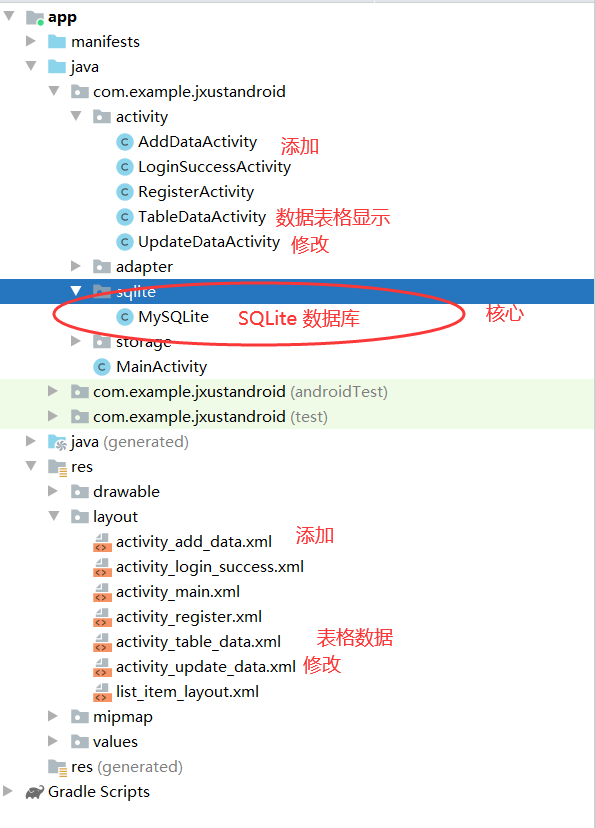 app
manifests
java
com.example.jxustandroid
activity
AddDataActivity 添加
LoginSuccessActivity
RegisterActivity
TableDataActivity 数据表格显示
UpdateDataActivity 修改
adapter
sqlite
MySQLite SQLite 数据库 核心
storage
MainActivity
com.example.jxustandroid (androidTest)
com.example.jxustandroid (test)
java (generated)
res
drawable
layout
activity_add_data.xml 添加
activity_login_success.xml
activity_main.xml
activity_register.xml
activity_table_data.xml 表格数据
activity_update_data.xml 修改
list_item_layout.xml
mipmap
values
res (generated)
Gradle Scripts